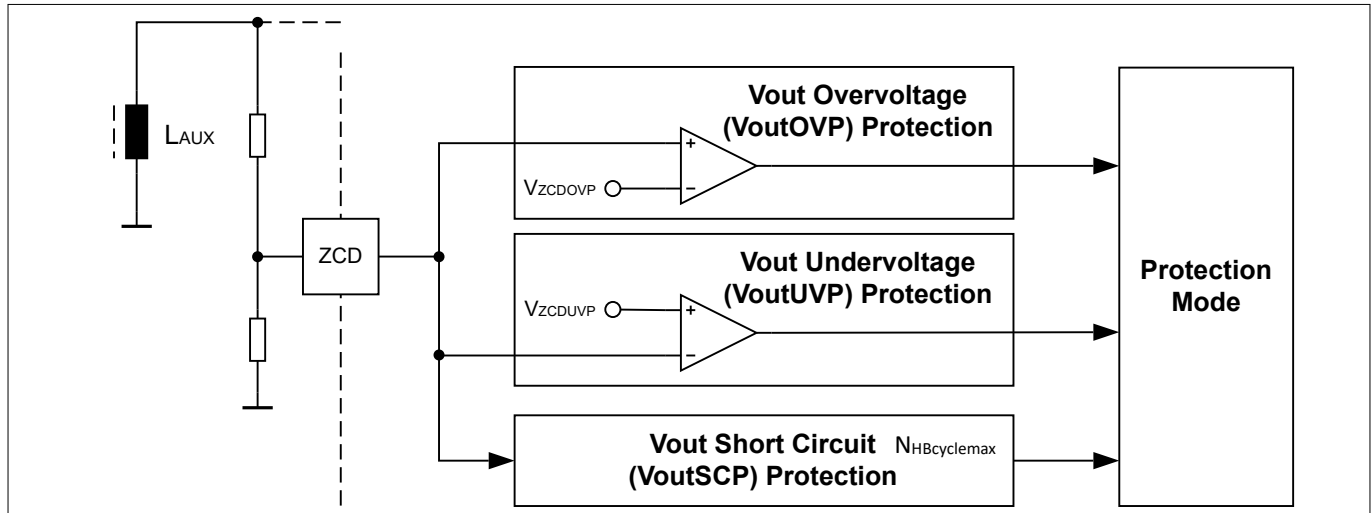 LAUX
ZCD
Vout Overvoltage
(VoutOVP) Protection
+
VZCDOVP
−
Vout Undervoltage
(VoutUVP) Protection
VZCDUVP
+
−
Vout Short Circuit NHBcyclemax
(VoutSCP) Protection
Protection
Mode